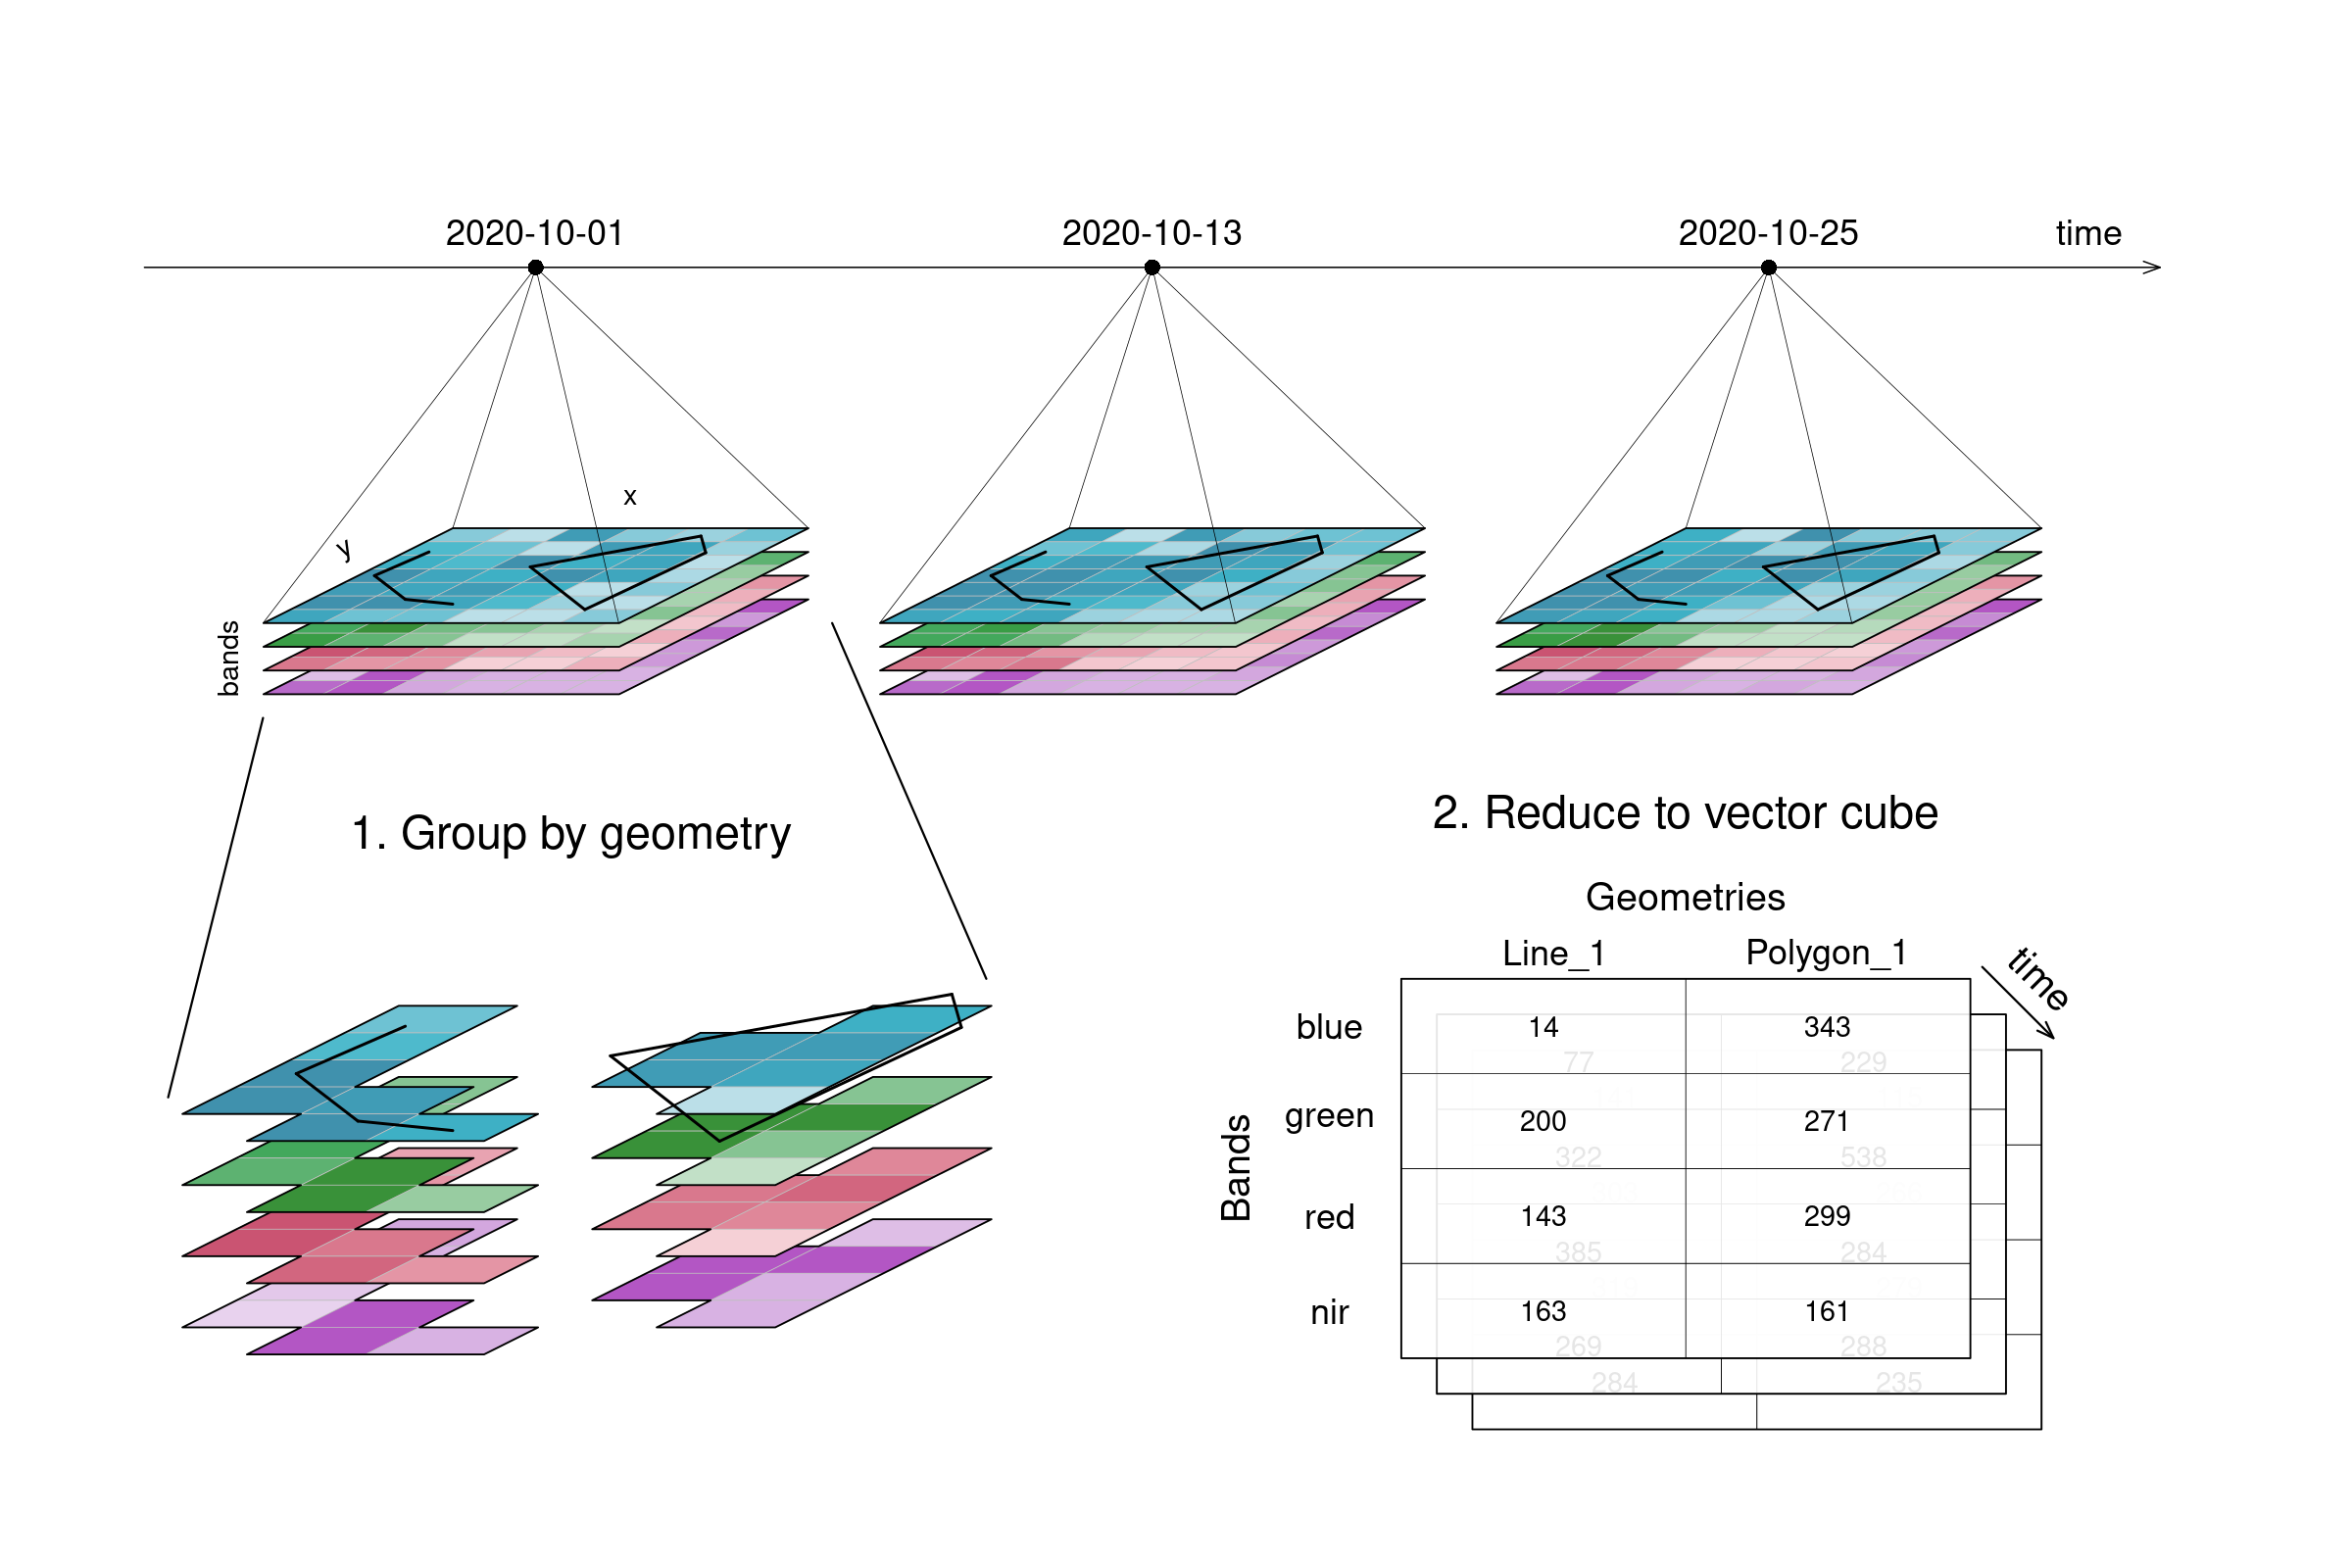 2020-10-01 2020-10-13 2020-10-25 time
x
y
bands
1. Group by geometry
2. Reduce to vector cube
Geometries
Line_1 Polygon_1
time
Bands
blue 14 343
77 229
green 200 271
322 538
red 143 299
385 284
nir 163 161
269 288
284 235